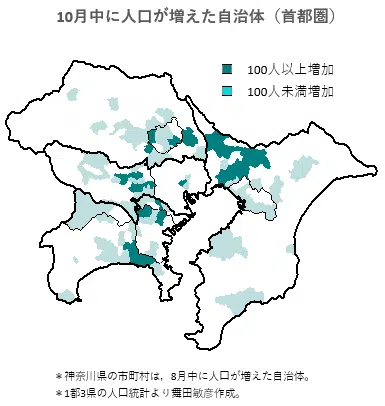 10月中に人口が増えた自治体（首都圏）
100人以上増加
100人未満増加
＊神奈川県の市町村は，8月中に人口が増えた自治体。
＊1都3県の人口統計より舞田敏彦作成。